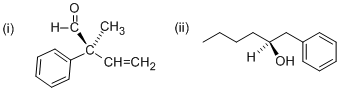 (i) O H CH₃ C CH=CH₂
(ii) H OH